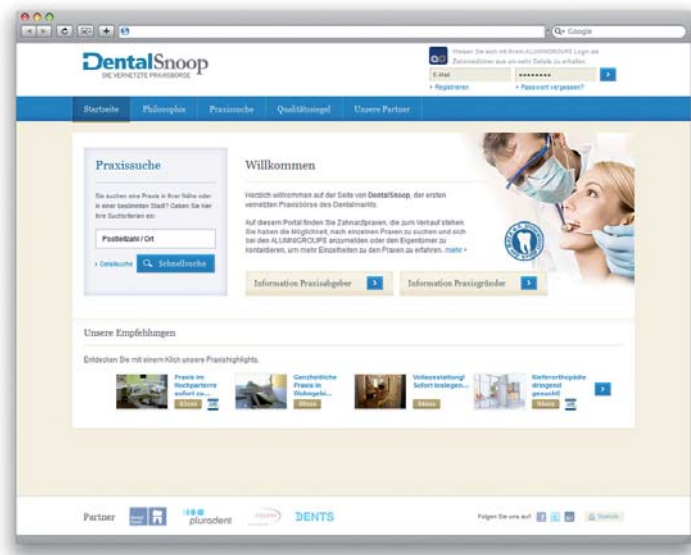 Google
DentalSnoop
DIE VERNETZTE PRAXISBÖRSE
Weisen Sie sich mit Ihrem ALUMNIGROUPS Login als
Zahnmediziner aus um mehr Details zu erhalten.
E-Mail
Registrieren
Passwort vergessen?
Startseite
Philosophie
Praxissuche
Qualitätssiegel
Unsere Partner
Praxissuche
Sie suchen eine Praxis in Ihrer Nähe oder
in einer bestimmten Stadt? Geben Sie hier
Ihre Suchkriterien ein:
Postleitzahl / Ort
Detailsuche
Schnellsuche
Willkommen
Herzlich willkommen auf der Seite von DentalSnoop, der ersten
vernetzten Praxisbörse des Dentalmarkts.
Auf diesem Portal finden Sie Zahnarztpraxen, die zum Verkauf stehen.
Sie haben die Möglichkeit, nach einzelnen Praxen zu suchen und sich
bei den ALUMNIGROUPS anzumelden oder den Eigentümer zu
kontaktieren, um mehr Einzelheiten zu den Praxen zu erfahren. mehr
Information Praxisabgeber
Information Praxisgründer
Unsere Empfehlungen
Entdecken Sie mit einem Klick unsere Praxishighlights.
Praxis im
Hochparterre
sofort zu...
Ganzheitliche
Praxis in
Wohngebi...
Vollausstattung!
Sofort loslegen...
Kieferorthopädie
dringend
gesucht!
Partner
pluradent
DENTS
Folgen Sie uns auf: